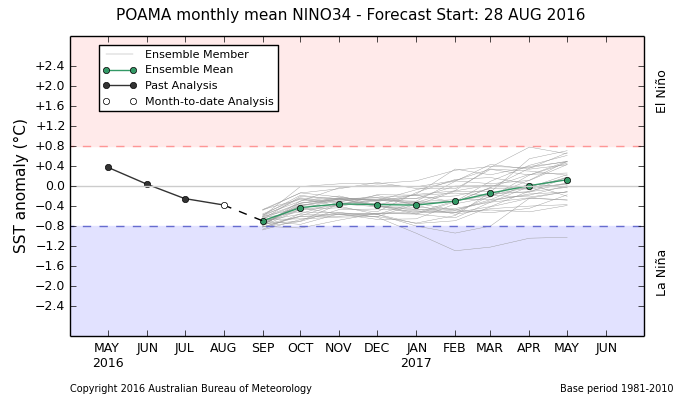 POAMA monthly mean NINO34 - Forecast Start: 28 AUG 2016
Ensemble Member
Ensemble Mean
Past Analysis
Month-to-date Analysis
SST anomaly (°C)
+2.4
+2.0
+1.6
+1.2
+0.8
+0.4
0.0
−0.4
−0.8
−1.2
−1.6
−2.0
−2.4
El Niño
La Niña
MAY JUN JUL AUG SEP OCT NOV DEC JAN FEB MAR APR MAY JUN
2016 2017
Copyright 2016 Australian Bureau of Meteorology Base period 1981-2010